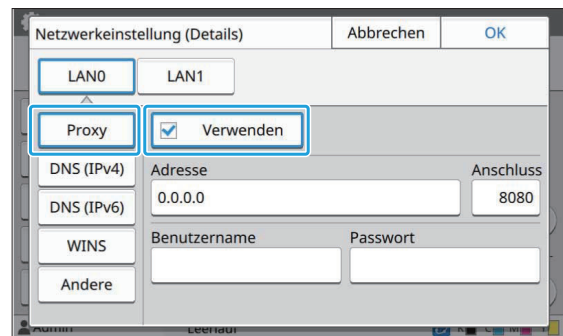 Netzwerkeinstellung (Details) Abbrechen OK
LAN0 LAN1
Proxy Verwenden
DNS (IPv4) Adresse Anschluss
DNS (IPv6) 0.0.0.0 8080
WINS Benutzername Passwort
Andere
Admin Leerlauf